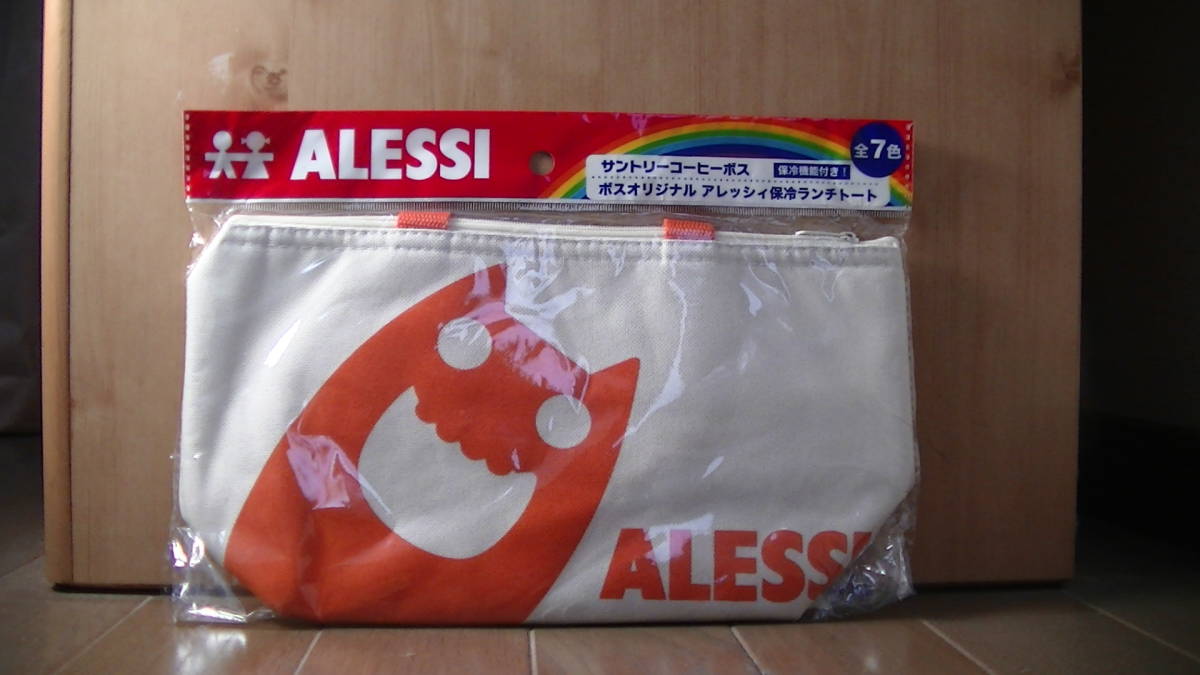 ALESSI
全7色
サントリーコーヒーボス 保冷機能付き!
ボスオリジナル アレッシィ保冷ランチトート
ALESSI